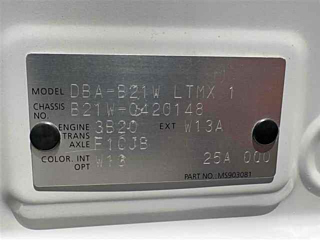 MODEL DBA-B21W LTMX 1
CHASSIS NO B21W-0420148
ENGINE 3B20 EXT W13A
TRANS AXLE F1CJB
COLOR, INT OPT W13 25A 000
PART NO : MS903081